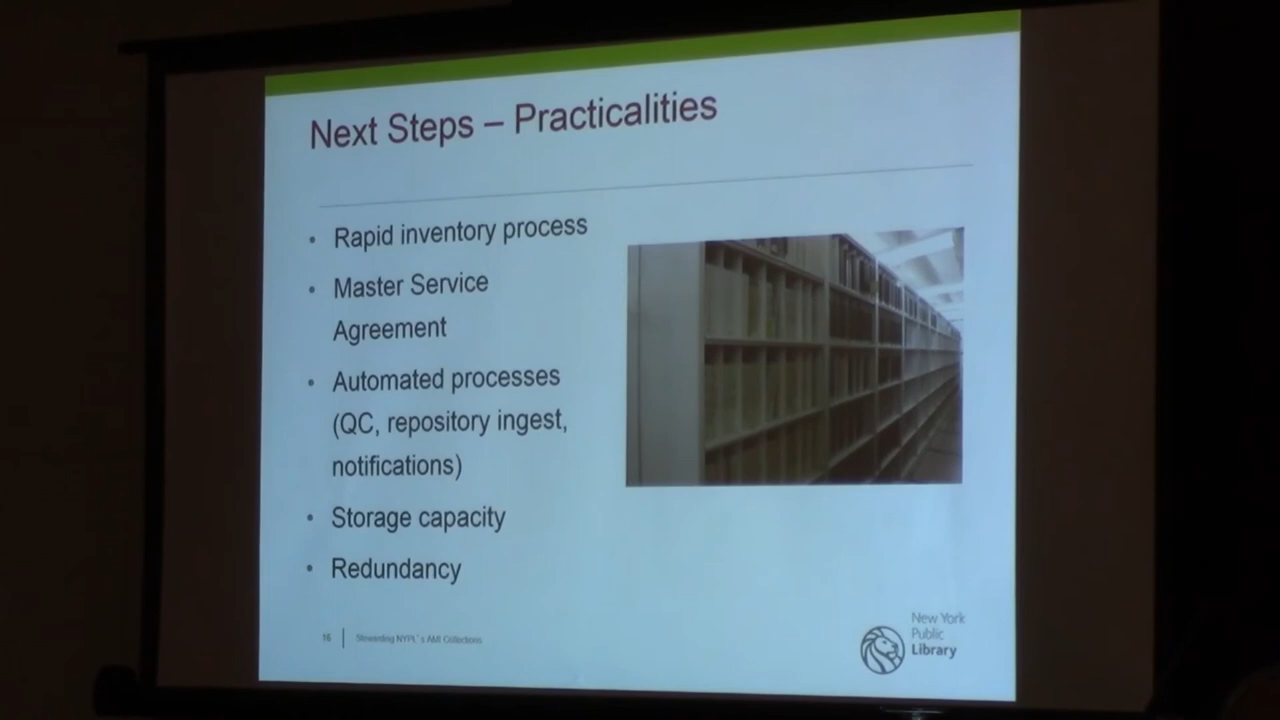 Next Steps – Practicalities
• Rapid inventory process
• Master Service
Agreement
• Automated processes
(QC, repository ingest,
notifications)
• Storage capacity
• Redundancy
16 | Stewarding NYPL's AMI Collections
New York
Public
Library